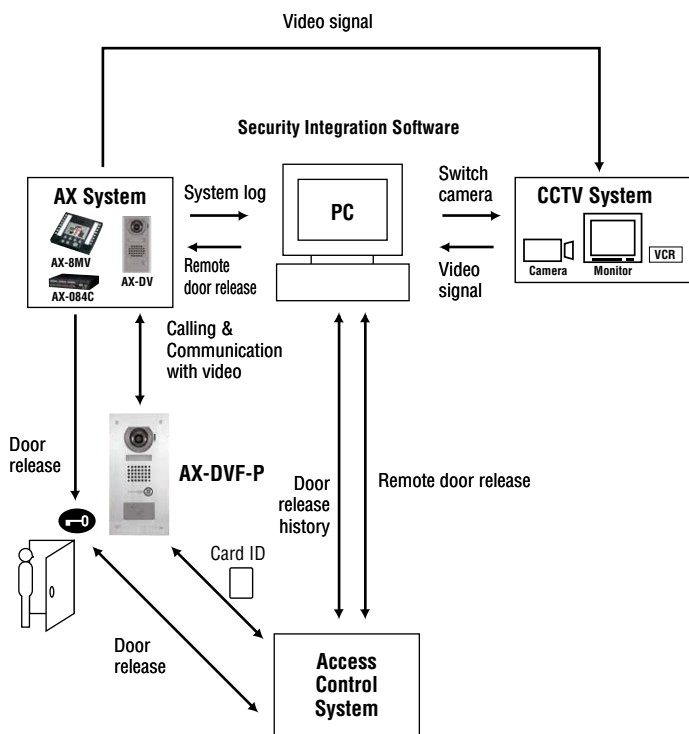 Video signal
Security Integration Software
AX System
AX-8MV
AX-084C
AX-DV
System log
Remote
door release
PC
Switch
camera
Video
signal
CCTV System
Camera
Monitor
VCR
Calling &
Communication
with video
Door
release
AX-DVF-P
Card ID
Door
release
history
Remote door release
Door
release
Access
Control
System